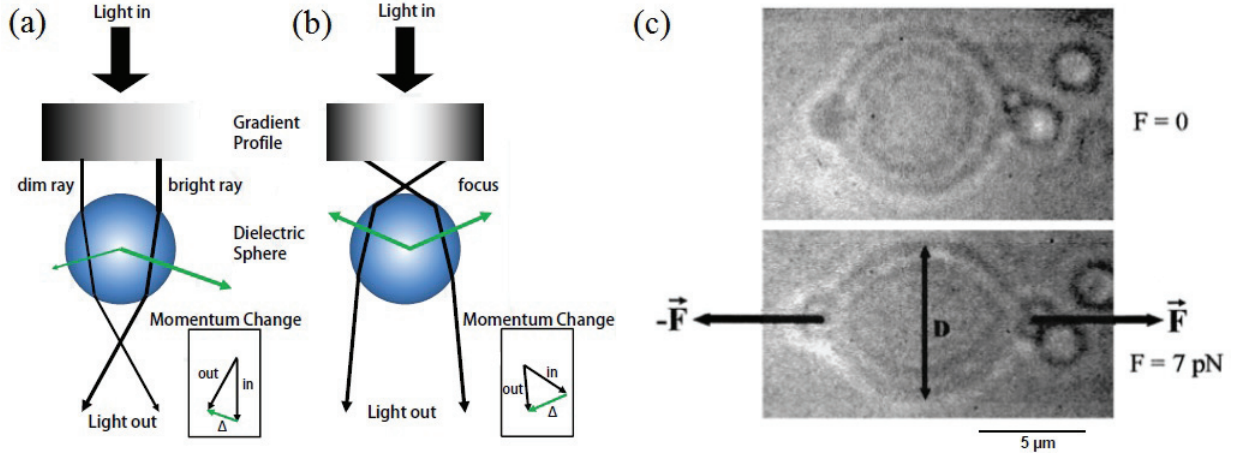 (a)
Light in
Gradient
Profile
dim ray
bright ray
Dielectric
Sphere
Momentum Change
out
in
Δ
Light out
(b)
Light in
focus
Momentum Change
out
in
Δ
Light out
(c)
F = 0
-F⃗
D
F⃗
F = 7 pN
5 µm